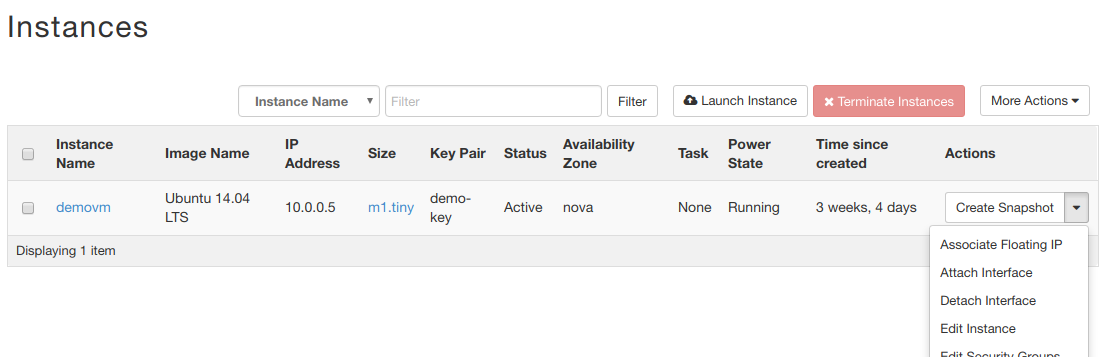 Instances
Instance Name Filter Filter Launch Instance Terminate Instances More Actions
Instance Name Image Name IP Address Size Key Pair Status Availability Zone Task Power State Time since created Actions
demovm Ubuntu 14.04 LTS 10.0.0.5 m1.tiny demo-key Active nova None Running 3 weeks, 4 days Create Snapshot
Displaying 1 item
Associate Floating IP
Attach Interface
Detach Interface
Edit Instance
Edit Security Groups